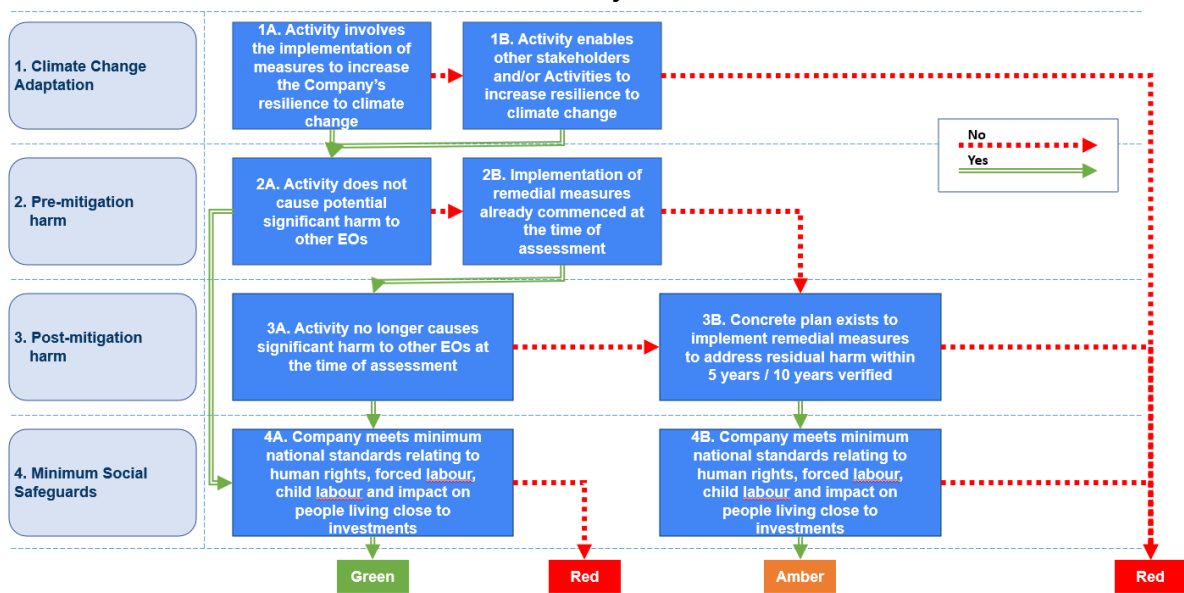 1. Climate Change
Adaptation
1A. Activity involves
the implementation of
measures to increase
the Company's
resilience to climate
change
1B. Activity enables
other stakeholders
and/or Activities to
increase resilience to
climate change
No
Yes
2. Pre-mitigation
harm
2A. Activity does not
cause potential
significant harm to
other EOs
2B. Implementation of
remedial measures
already commenced at
the time of
assessment
3. Post-mitigation
harm
3A. Activity no longer causes
significant harm to other EOs at
the time of assessment
3B. Concrete plan exists to
implement remedial measures
to address residual harm within
5 years / 10 years verified
4. Minimum Social
Safeguards
4A. Company meets minimum
national standards relating to
human rights, forced labour,
child labour and impact on
people living close to
investments
4B. Company meets minimum
national standards relating to
human rights, forced labour,
child labour and impact on
people living close to
investments
Green
Red
Amber
Red